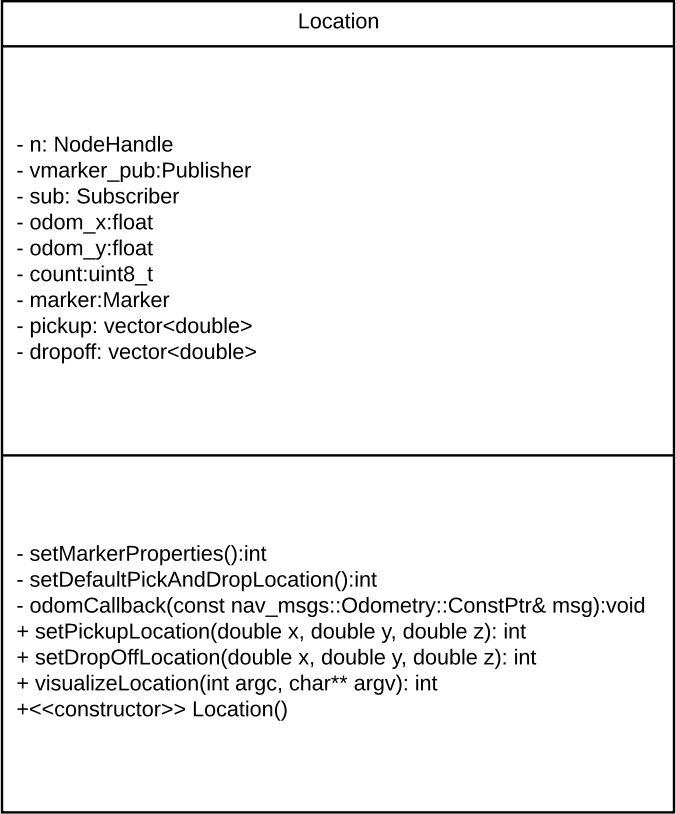 Location
- n: NodeHandle
- vmarker_pub:Publisher
- sub: Subscriber
- odom_x:float
- odom_y:float
- count:uint8_t
- marker:Marker
- pickup: vector<double>
- dropoff: vector<double>
- setMarkerProperties():int
- setDefaultPickAndDropLocation():int
- odomCallback(const nav_msgs::Odometry::ConstPtr& msg):void
+ setPickupLocation(double x, double y, double z): int
+ setDropOffLocation(double x, double y, double z): int
+ visualizeLocation(int argc, char** argv): int
+<<constructor>> Location()